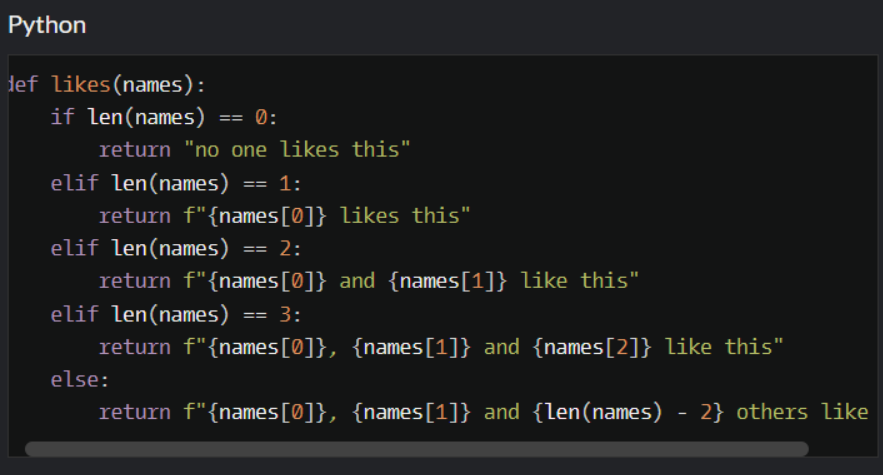 Python
def likes(names):
    if len(names) == 0:
        return "no one likes this"
    elif len(names) == 1:
        return f"{names[0]} likes this"
    elif len(names) == 2:
        return f"{names[0]} and {names[1]} like this"
    elif len(names) == 3:
        return f"{names[0]}, {names[1]} and {names[2]} like this"
    else:
        return f"{names[0]}, {names[1]} and {len(names) - 2} others like